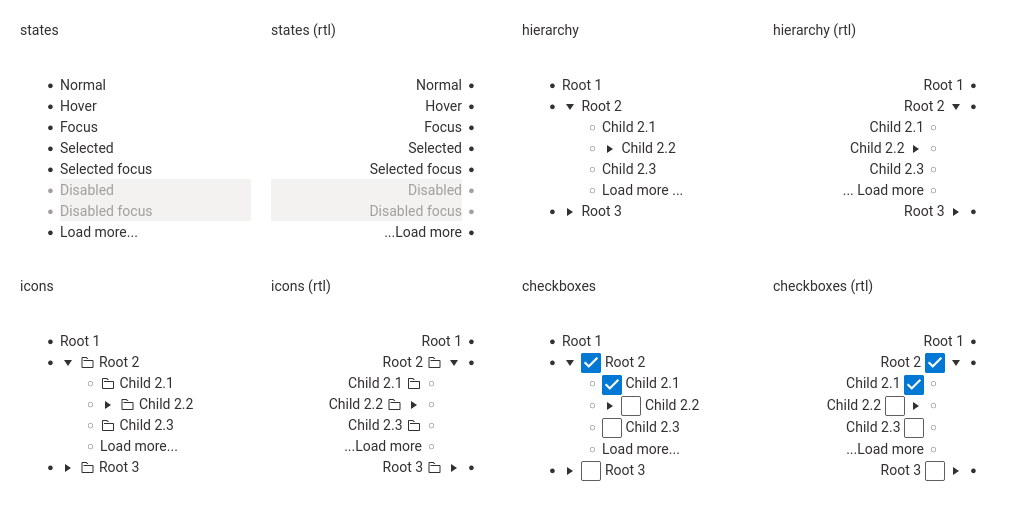 states
Normal
Hover
Focus
Selected
Selected focus
Disabled
Disabled focus
Load more...
states (rtl)
Normal
Hover
Focus
Selected
Selected focus
Disabled
Disabled focus
...Load more
hierarchy
Root 1
Root 2
Child 2.1
Child 2.2
Child 2.3
Load more ...
Root 3
hierarchy (rtl)
Root 1
Root 2
Child 2.1
Child 2.2
Child 2.3
... Load more
Root 3
icons
Root 1
Root 2
Child 2.1
Child 2.2
Child 2.3
Load more...
Root 3
icons (rtl)
Root 1
Root 2
Child 2.1
Child 2.2
Child 2.3
...Load more
Root 3
checkboxes
Root 1
Root 2
Child 2.1
Child 2.2
Child 2.3
Load more...
Root 3
checkboxes (rtl)
Root 1
Root 2
Child 2.1
Child 2.2
Child 2.3
...Load more
Root 3